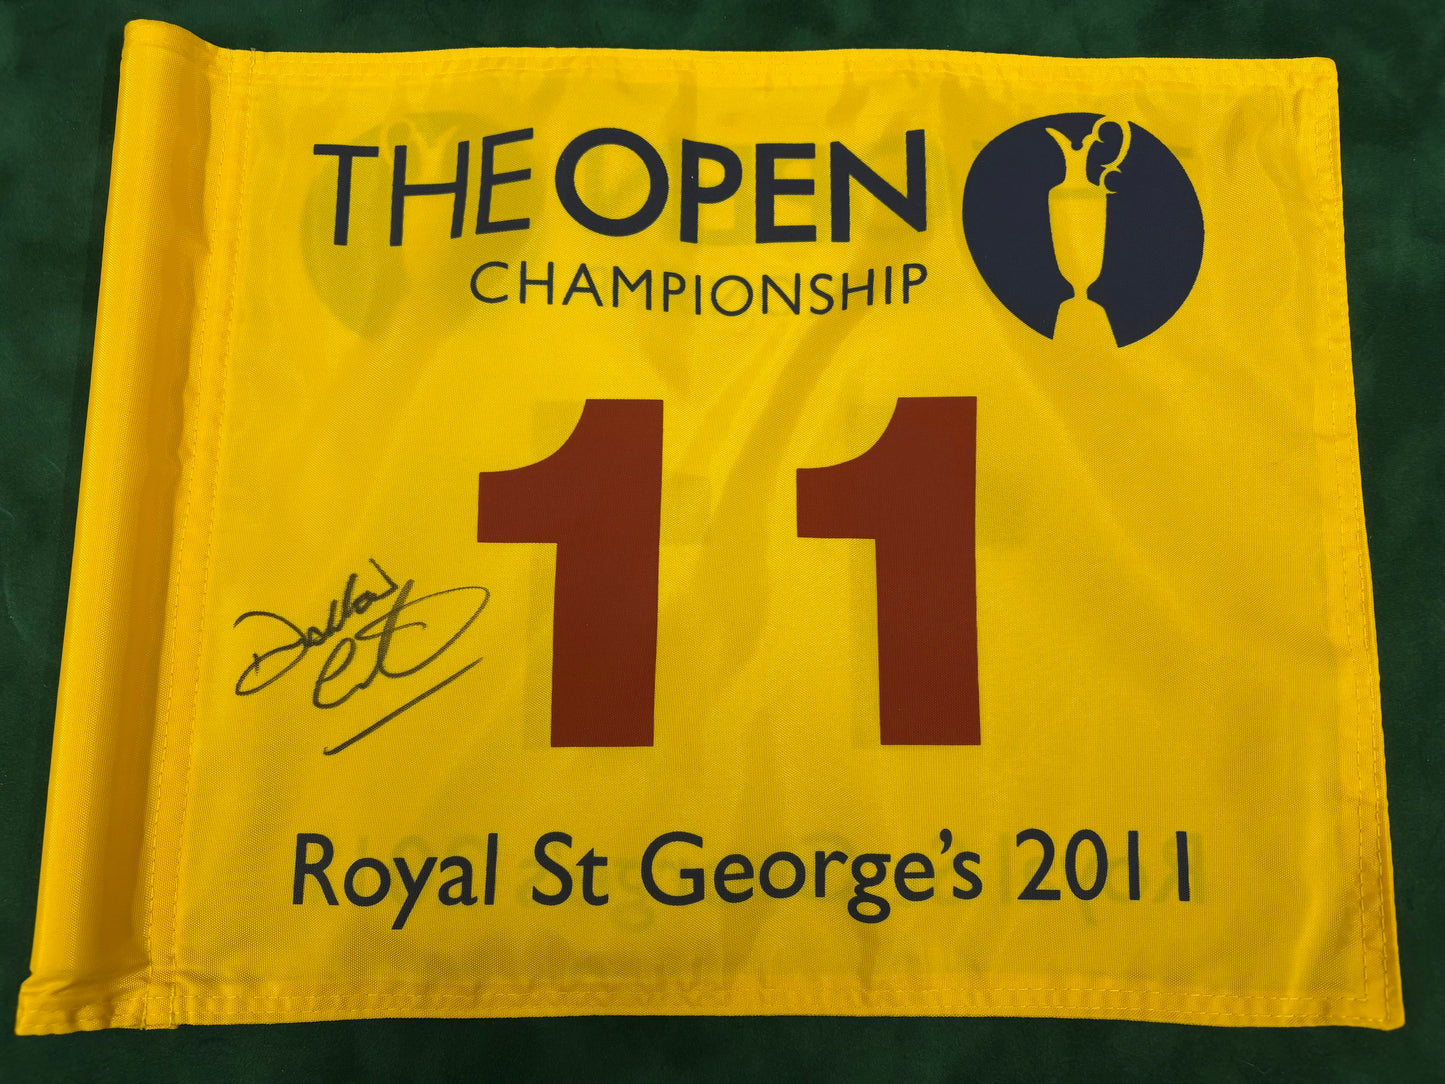 THE OPEN
CHAMPIONSHIP
11
Royal St George's 2011